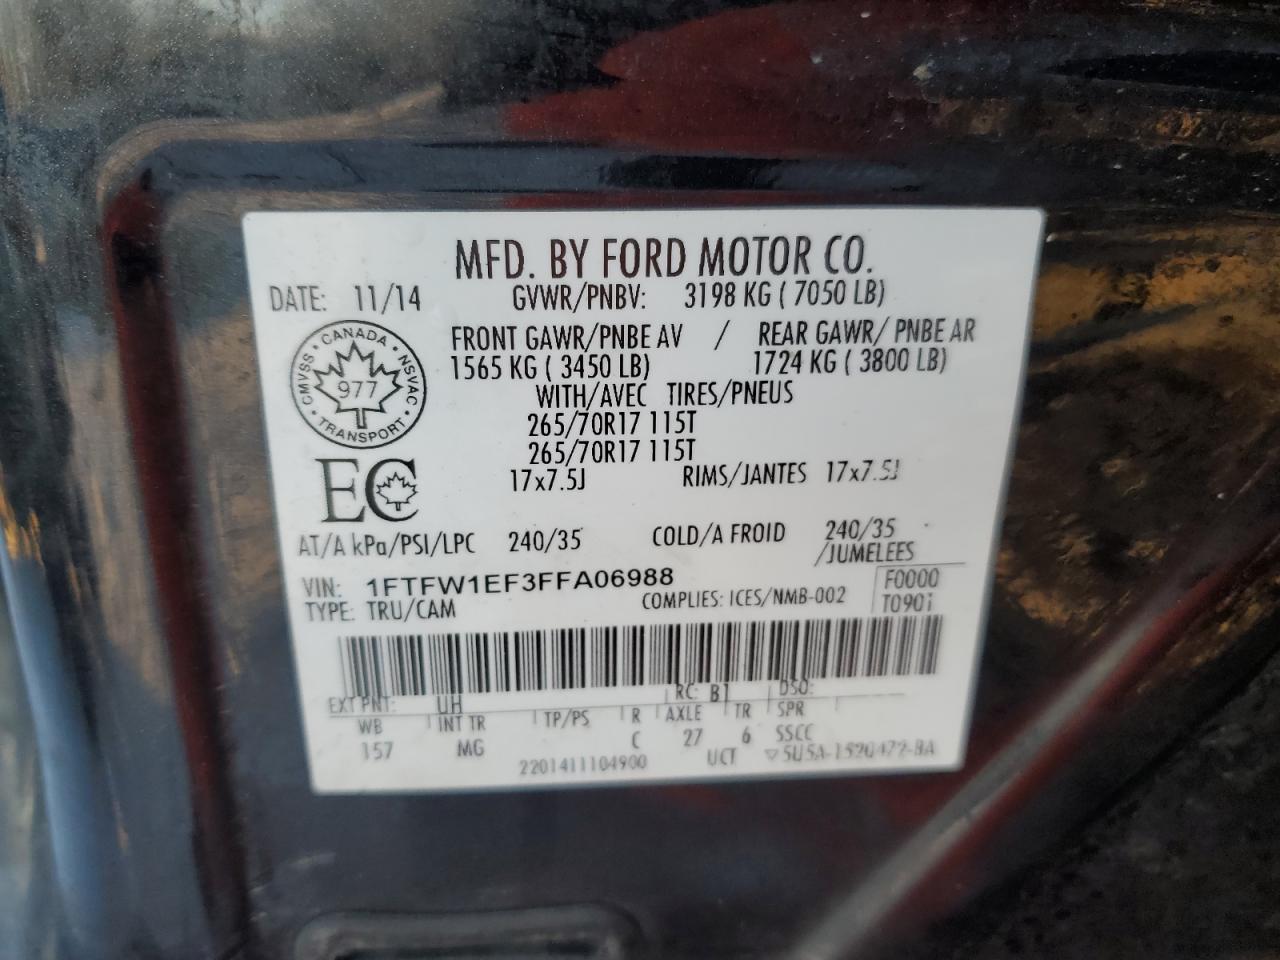 MFD. BY FORD MOTOR CO.
DATE: 11/14
GVWR/PNBV: 3198 KG ( 7050 LB)
FRONT GAWR/PNBE AV / REAR GAWR/ PNBE AR
1565 KG ( 3450 LB) 1724 KG ( 3800 LB)
WITH/AVEC TIRES/PNEUS
265/70R17 115T
265/70R17 115T
17x7.5J RIMS/JANTES 17x7.5J
CANADA
CMVSS 977 NSVAC
TRANSPORT
EC
AT/A kPa/PSI/LPC 240/35 COLD/A FROID 240/35
/JUMELEES
VIN: 1FTFW1EF3FFA06988
TYPE: TRU/CAM COMPLIES: ICES/NMB-002
F0000
T0901
EXT PNT: UH RC: B1 DSO:
WB INT TR TP/PS R AXLE TR SPR
157 MG C 27 6 SSCC
2201411104900 UCT ▽5U5A-1520472-BA